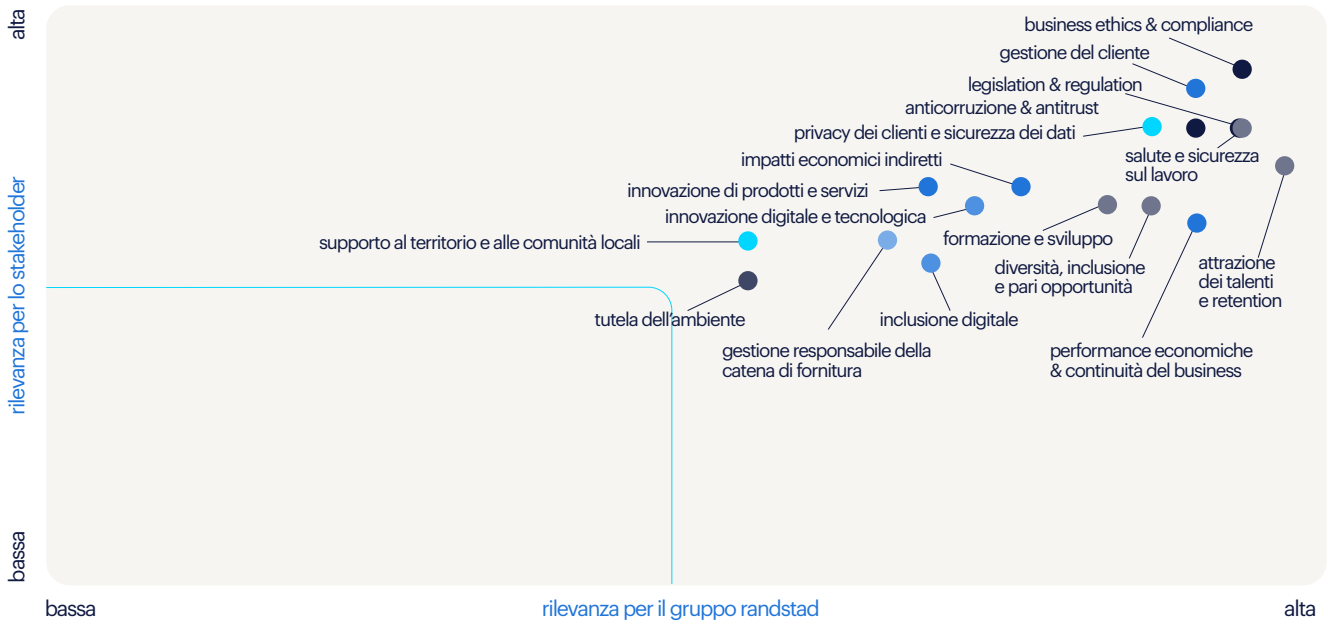 alta
business ethics & compliance
gestione del cliente
legislation & regulation
anticorruzione & antitrust
privacy dei clienti e sicurezza dei dati
salute e sicurezza
sul lavoro
impatti economici indiretti
innovazione di prodotti e servizi
innovazione digitale e tecnologica
supporto al territorio e alle comunità locali
formazione e sviluppo
diversità, inclusione
e pari opportunità
attrazione
dei talenti
e retention
tutela dell'ambiente
inclusione digitale
gestione responsabile della
catena di fornitura
performance economiche
& continuità del business
rilevanza per lo stakeholder
bassa
bassa
rilevanza per il gruppo randstad
alta